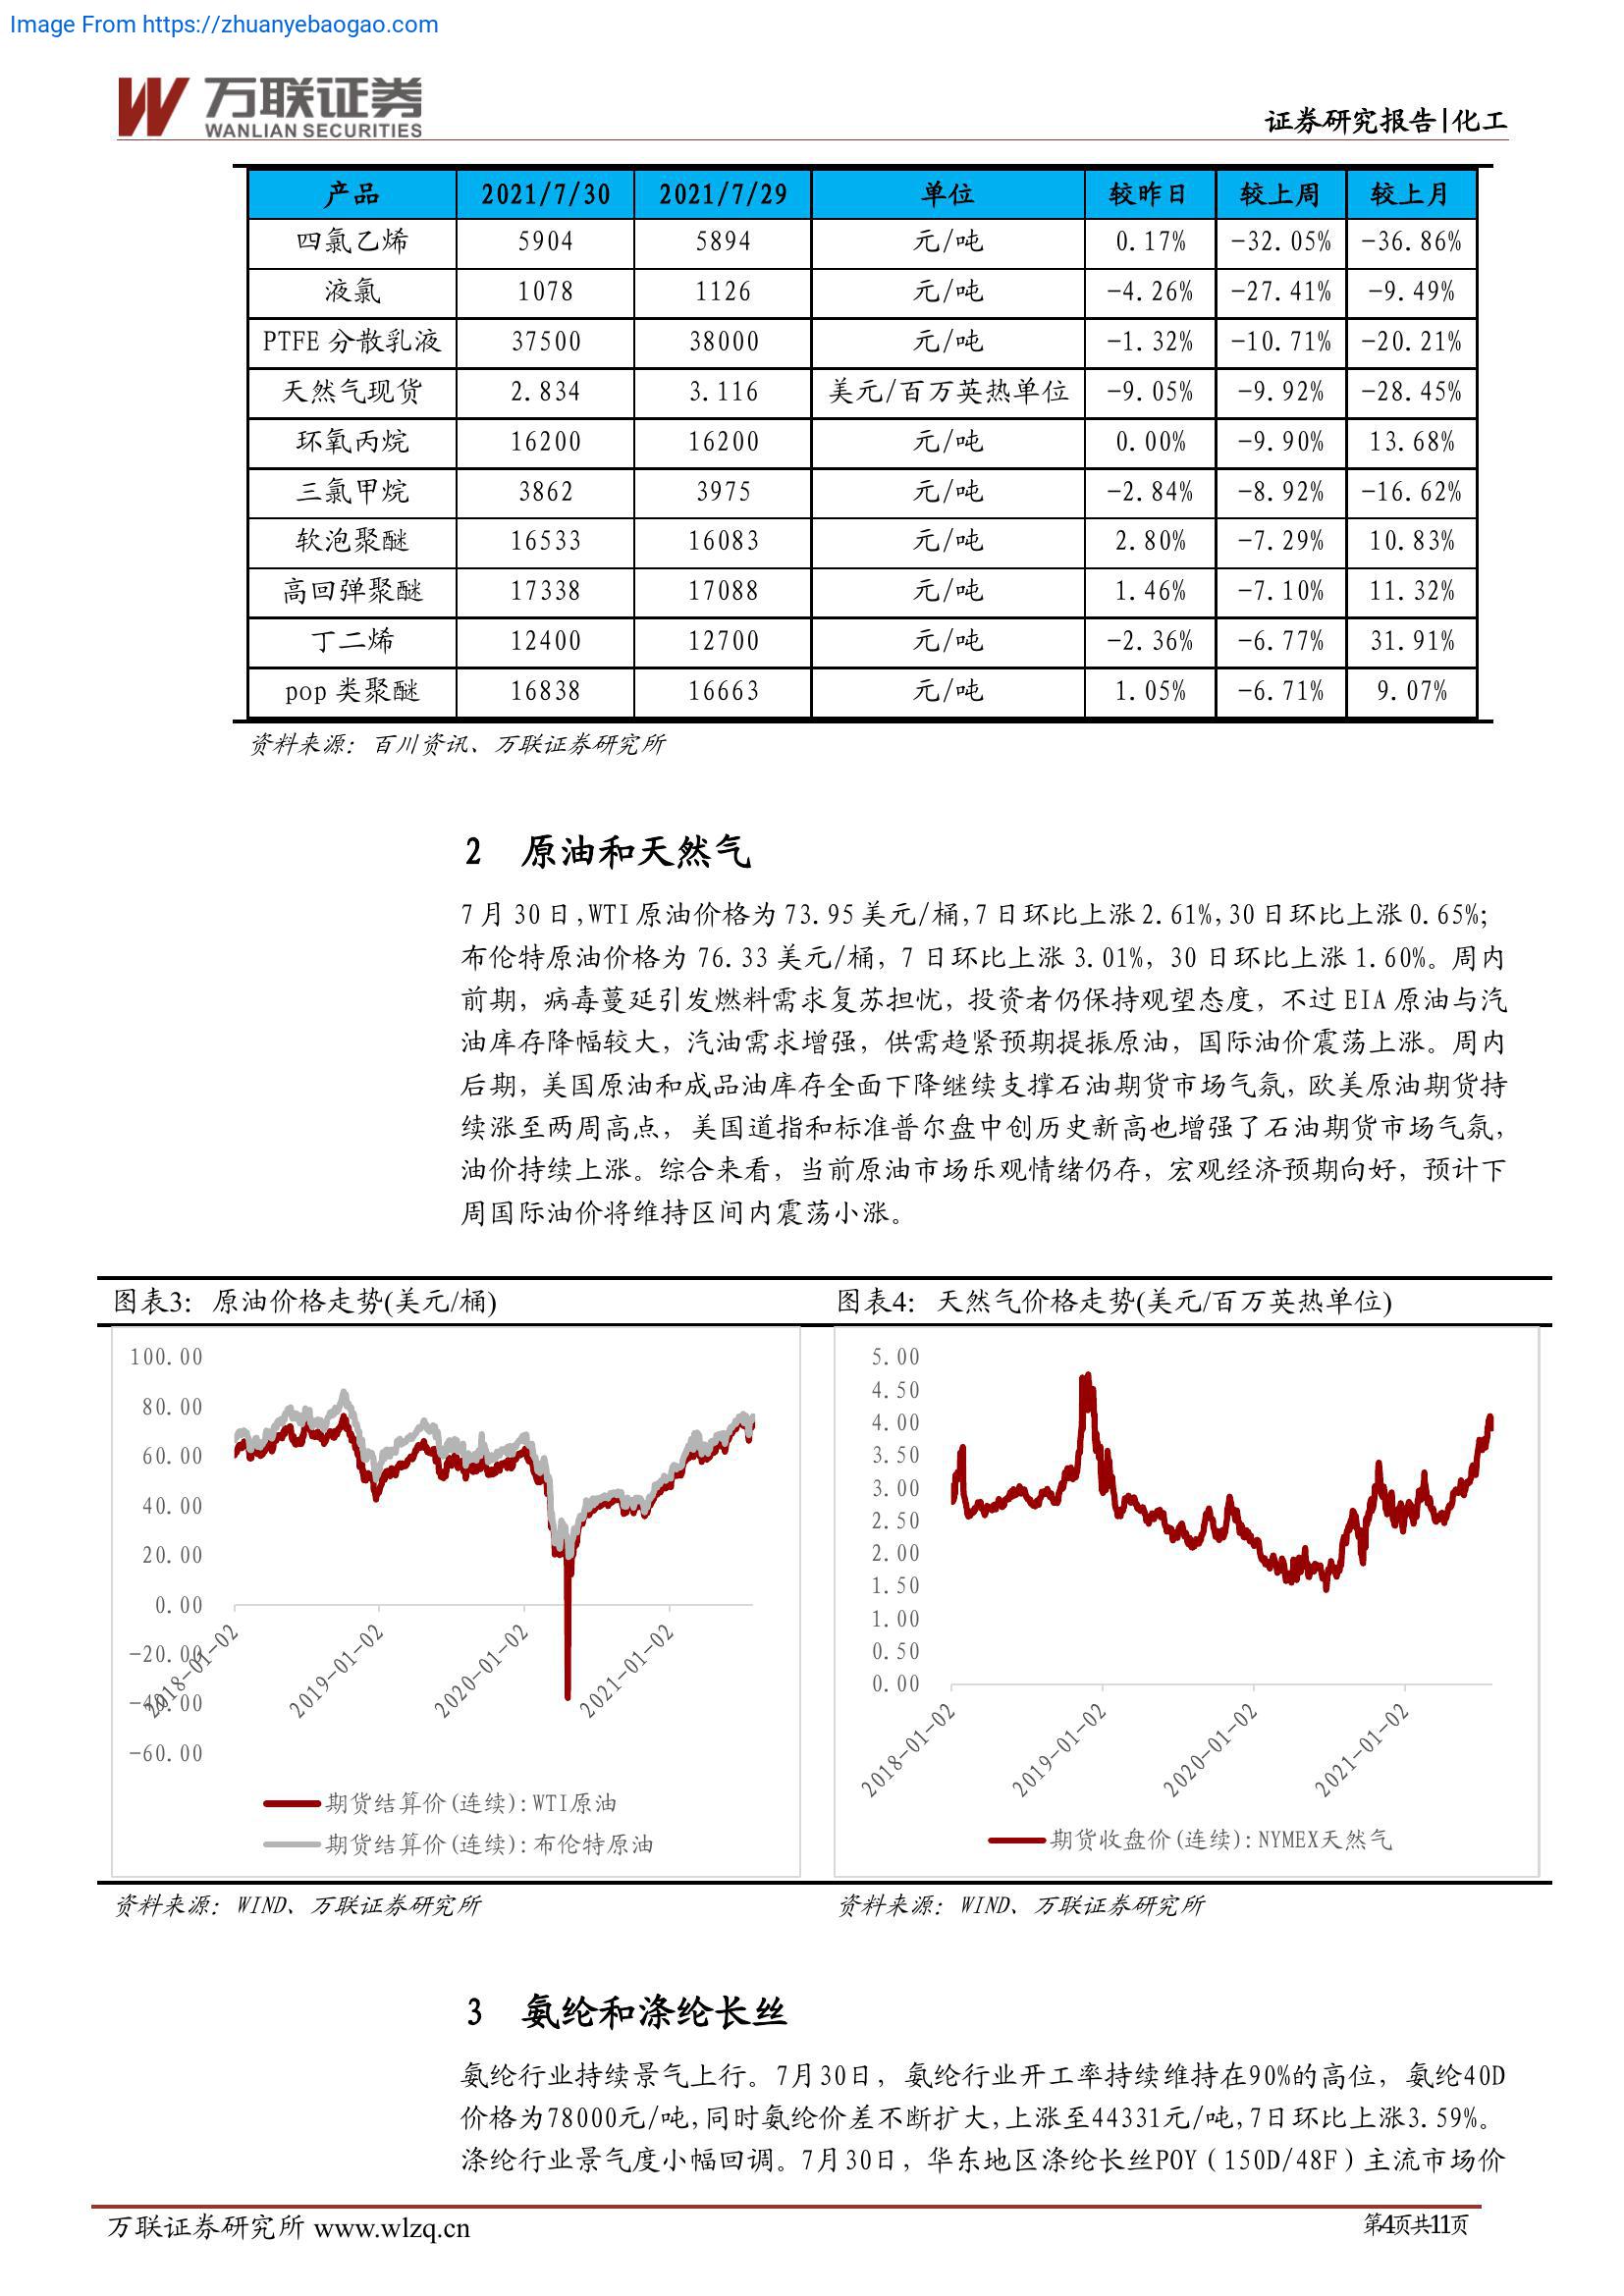 Image From https://zhuanyebaogao.com
万联证券
WANLIAN SECURITIES
证券研究报告|化工
产品 2021/7/30 2021/7/29 单位 较昨日 较上周 较上月
四氯乙烯 5904 5894 元/吨 0.17% -32.05% -36.86%
液氯 1078 1126 元/吨 -4.26% -27.41% -9.49%
PTFE 分散乳液 37500 38000 元/吨 -1.32% -10.71% -20.21%
天然气现货 2.834 3.116 美元/百万英热单位 -9.05% -9.92% -28.45%
环氧丙烷 16200 16200 元/吨 0.00% -9.90% 13.68%
三氯甲烷 3862 3975 元/吨 -2.84% -8.92% -16.62%
软泡聚醚 16533 16083 元/吨 2.80% -7.29% 10.83%
高回弹聚醚 17338 17088 元/吨 1.46% -7.10% 11.32%
丁二烯 12400 12700 元/吨 -2.36% -6.77% 31.91%
pop 类聚醚 16838 16663 元/吨 1.05% -6.71% 9.07%
资料来源：百川资讯、万联证券研究所
2 原油和天然气
7 月 30 日,WTI 原油价格为 73.95 美元/桶,7 日环比上涨 2.61%,30 日环比上涨 0.65%;
布伦特原油价格为 76.33 美元/桶，7 日环比上涨 3.01%，30 日环比上涨 1.60%。周内
前期，病毒蔓延引发燃料需求复苏担忧，投资者仍保持观望态度，不过 EIA 原油与汽
油库存降幅较大，汽油需求增强，供需趋紧预期提振原油，国际油价震荡上涨。周内
后期，美国原油和成品油库存全面下降继续支撑石油期货市场气氛，欧美原油期货持
续涨至两周高点，美国道指和标准普尔盘中创历史新高也增强了石油期货市场气氛，
油价持续上涨。综合来看，当前原油市场乐观情绪仍存，宏观经济预期向好，预计下
周国际油价将维持区间内震荡小涨。
图表3：原油价格走势(美元/桶)
100.00
80.00
60.00
40.00
20.00
0.00
-20.00
-40.00
-60.00
2018-01-02
2019-01-02
2020-01-02
2021-01-02
期货结算价(连续):WTI原油
期货结算价(连续):布伦特原油
资料来源：WIND、万联证券研究所
图表4：天然气价格走势(美元/百万英热单位)
5.00
4.50
4.00
3.50
3.00
2.50
2.00
1.50
1.00
0.50
0.00
2018-01-02
2019-01-02
2020-01-02
2021-01-02
期货收盘价(连续):NYMEX天然气
资料来源：WIND、万联证券研究所
3 氨纶和涤纶长丝
氨纶行业持续景气上行。7月30日，氨纶行业开工率持续维持在90%的高位，氨纶40D
价格为78000元/吨,同时氨纶价差不断扩大,上涨至44331元/吨,7日环比上涨3.59%。
涤纶行业景气度小幅回调。7月30日，华东地区涤纶长丝POY（150D/48F）主流市场价
万联证券研究所 www.wlzq.cn
第4页共11页